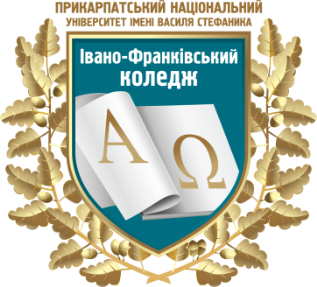 ПРИКАРПАТСЬКИЙ НАЦІОНАЛЬНИЙ
УНІВЕРСИТЕТ ІМЕНІ ВАСИЛЯ СТЕФАНИКА
Івано-Франківський
коледж
Α Ω